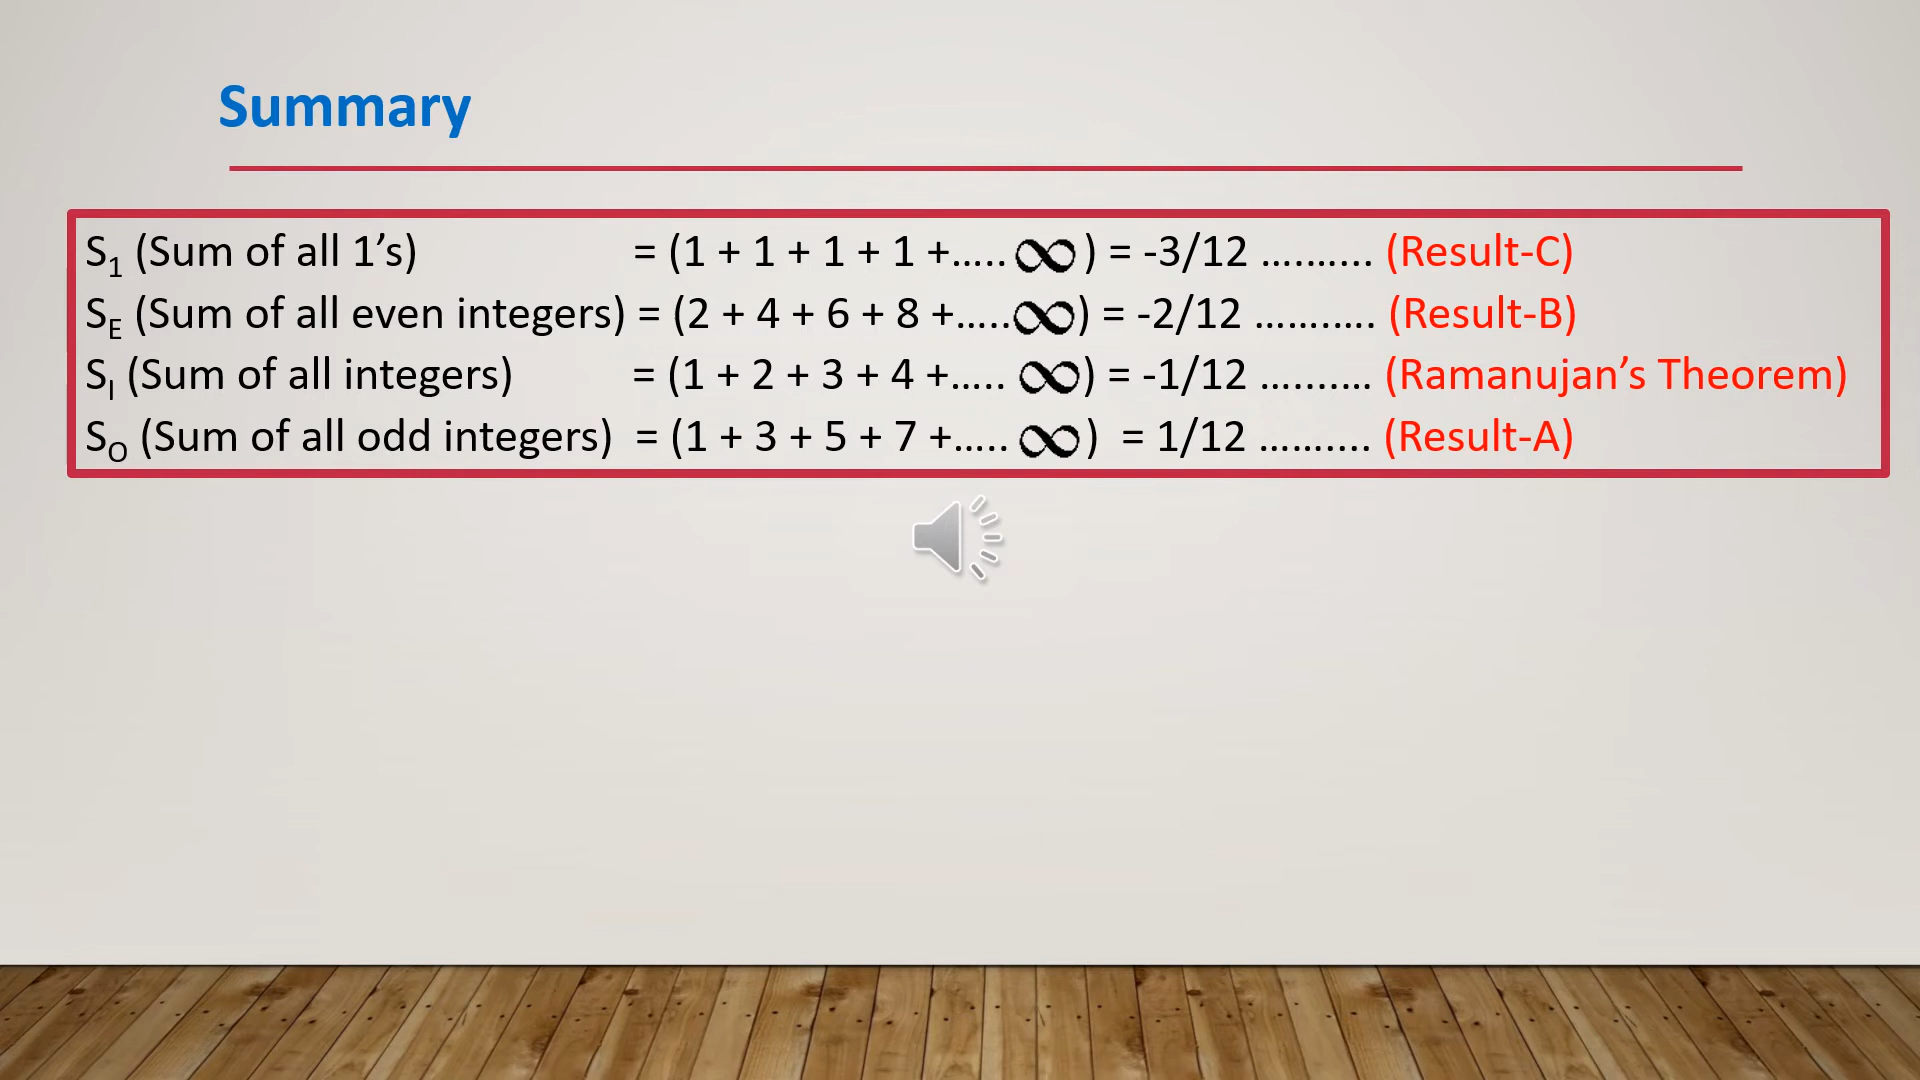 Summary
S1 (Sum of all 1’s) = (1 + 1 + 1 + 1 +..... ∞ ) = -3/12 .......... (Result-C)
SE (Sum of all even integers) = (2 + 4 + 6 + 8 +.....∞) = -2/12 ........... (Result-B)
SI (Sum of all integers) = (1 + 2 + 3 + 4 +..... ∞) = -1/12 .......... (Ramanujan’s Theorem)
SO (Sum of all odd integers) = (1 + 3 + 5 + 7 +..... ∞) = 1/12 .......... (Result-A)